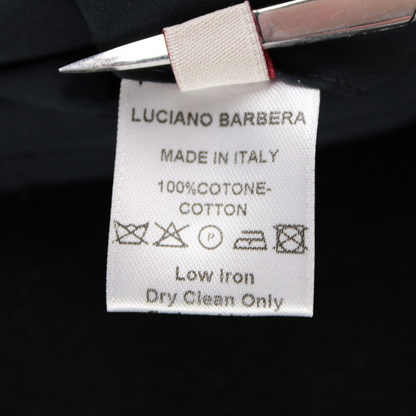 LUCIANO BARBERA
MADE IN ITALY
100%COTONE-
COTTON
P
Low Iron
Dry Clean Only